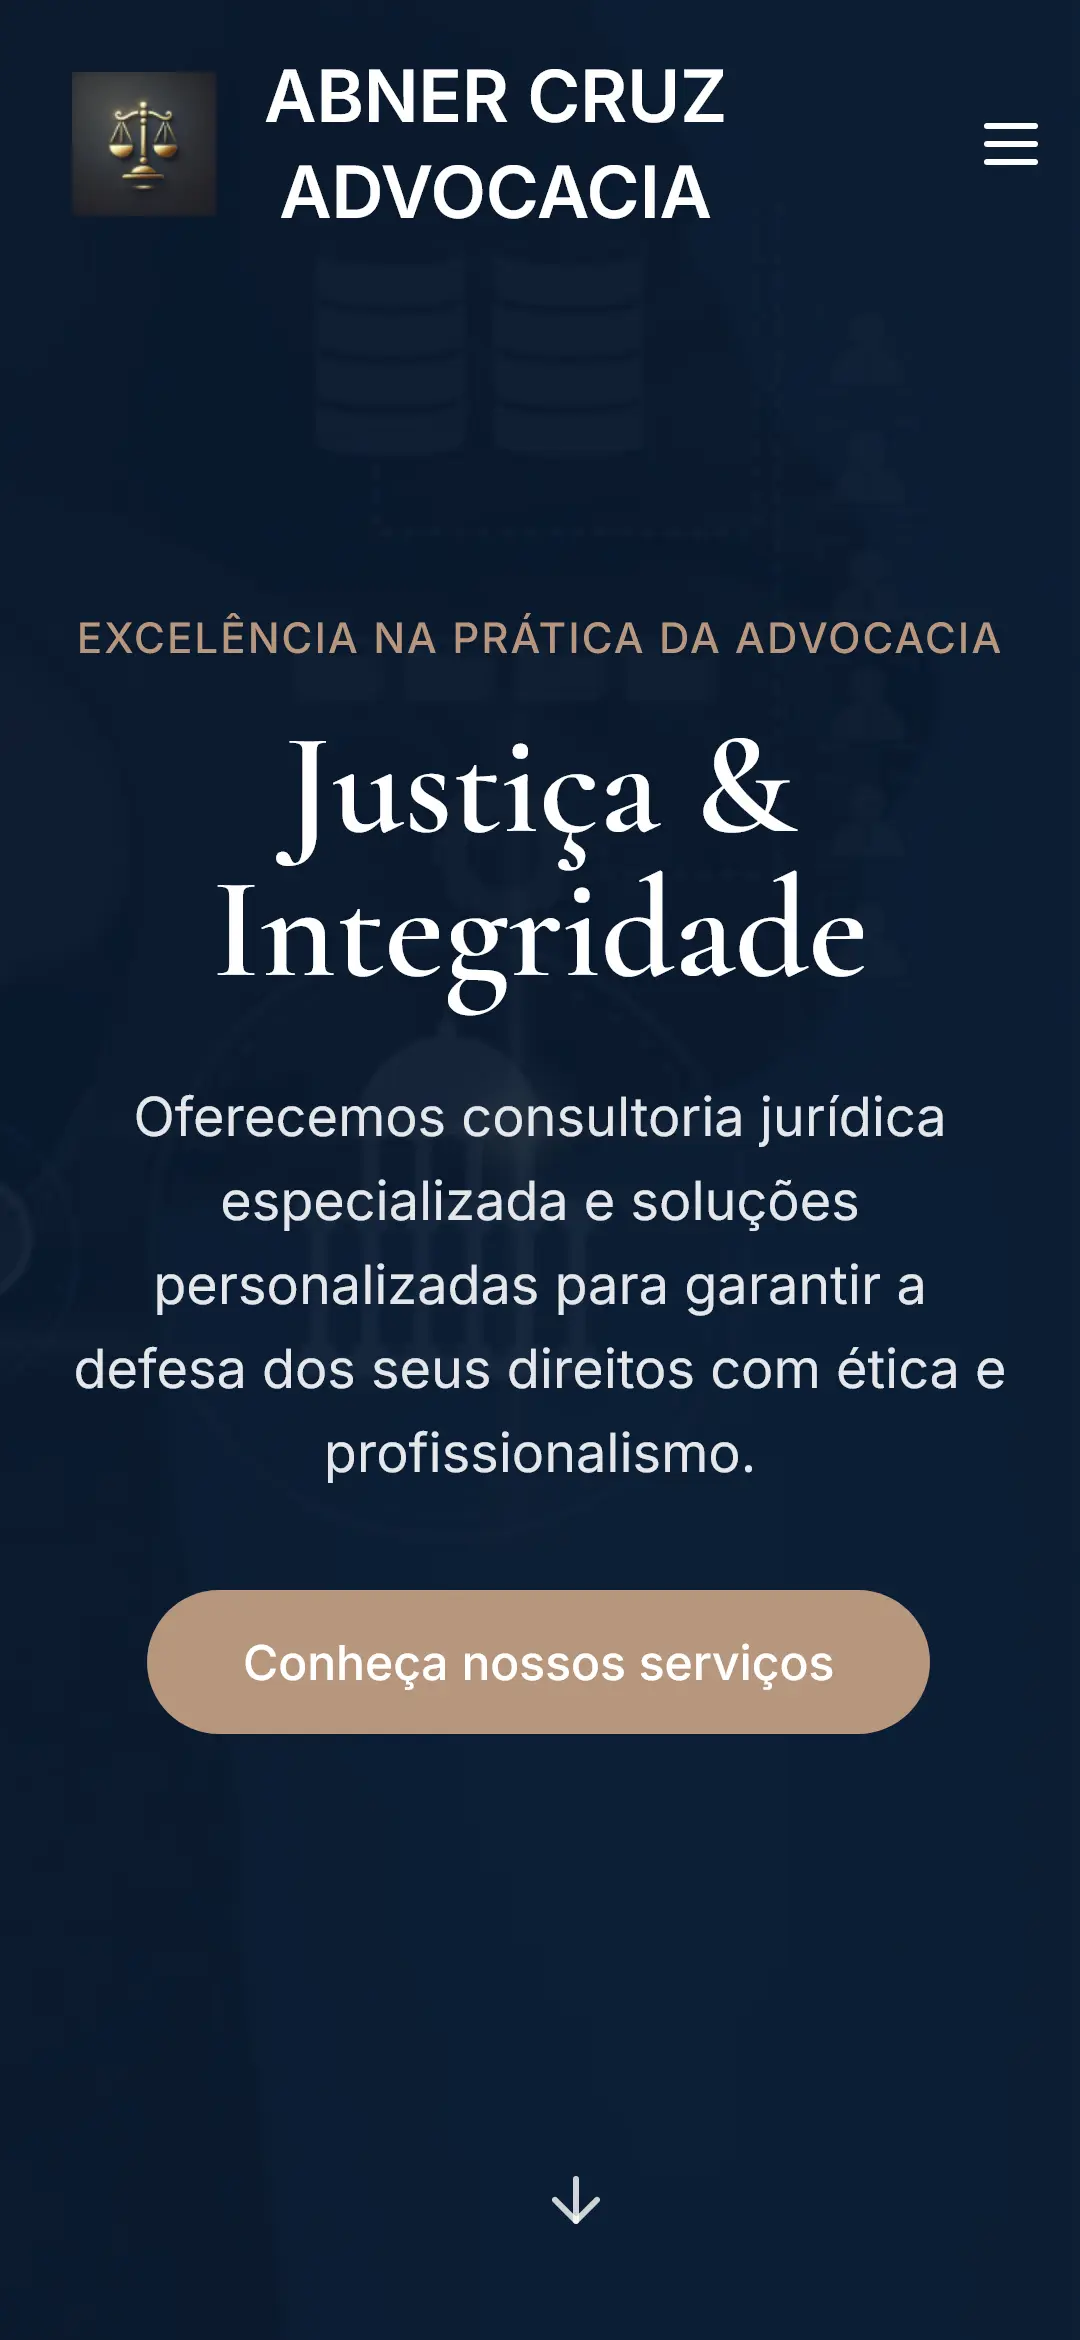 ABNER CRUZ
ADVOCACIA
EXCELÊNCIA NA PRÁTICA DA ADVOCACIA
Justiça &
Integridade
Oferecemos consultoria jurídica
especializada e soluções
personalizadas para garantir a
defesa dos seus direitos com ética e
profissionalismo.
Conheça nossos serviços